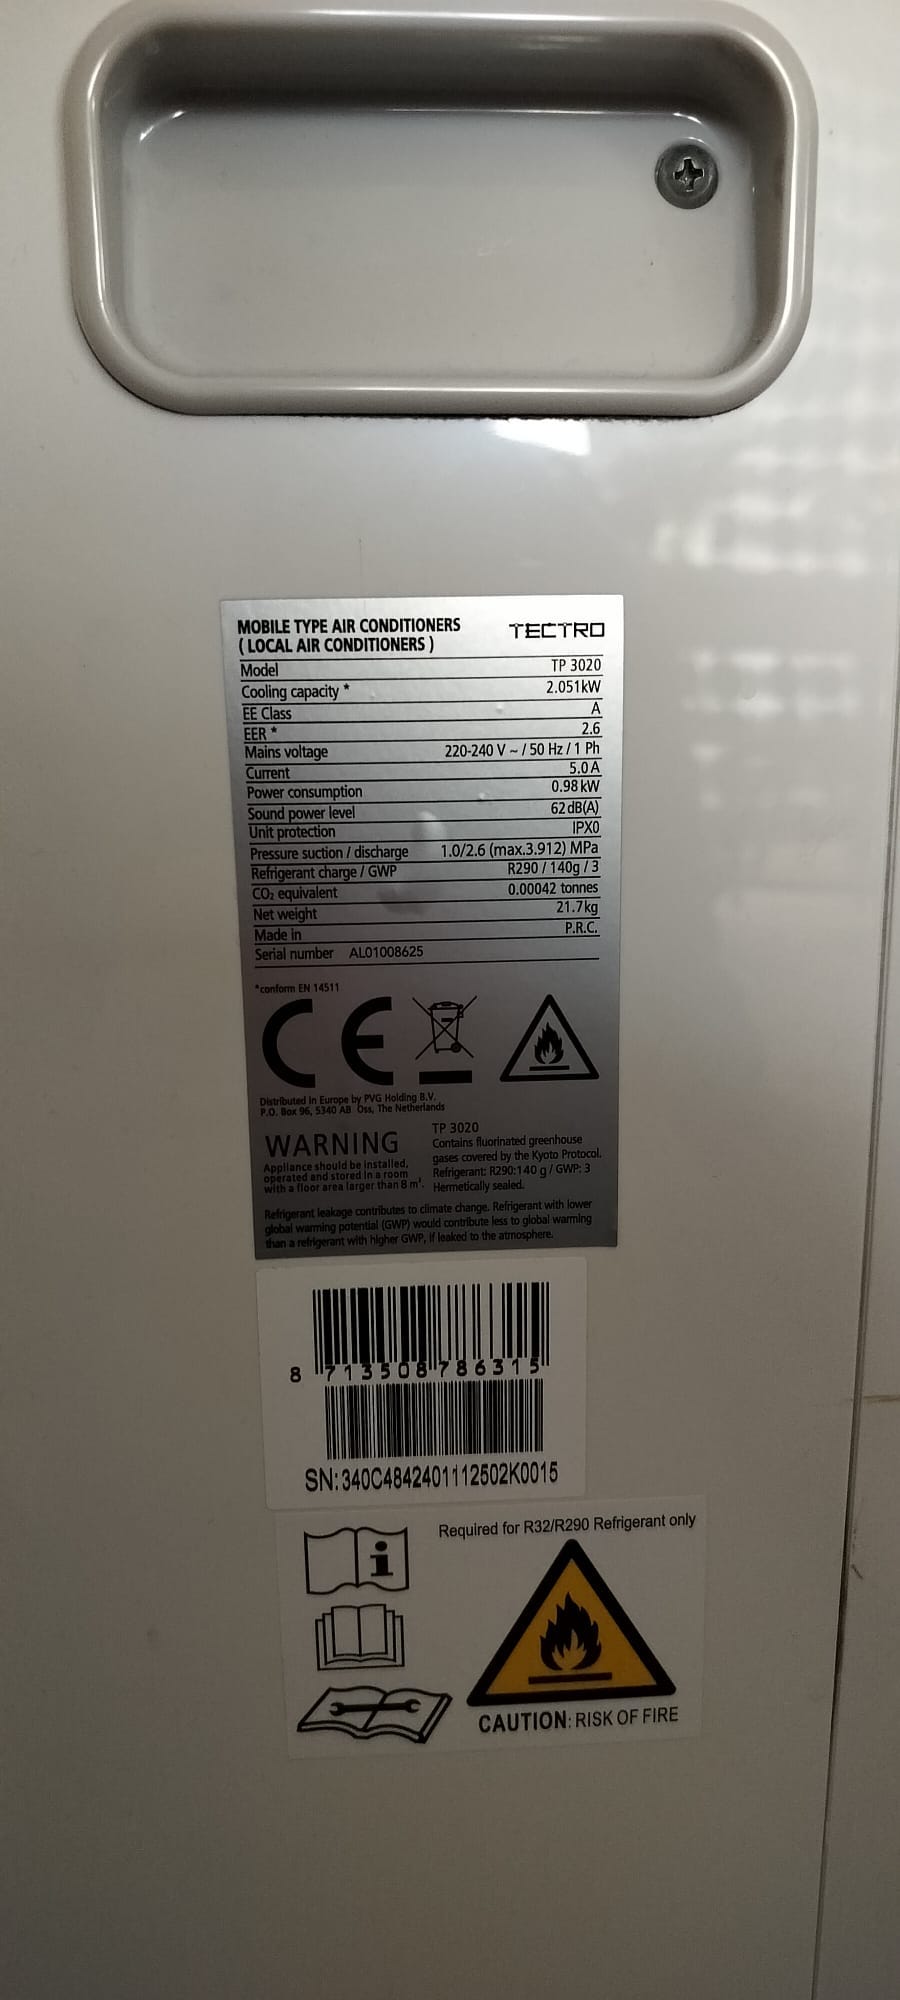 MOBILE TYPE AIR CONDITIONERS
( LOCAL AIR CONDITIONERS )
TECTRO
Model TP 3020
Cooling capacity * 2.051kW
EE Class A
EER * 2.6
Mains voltage 220-240 V ~ / 50 Hz / 1 Ph
Current 5.0 A
Power consumption 0.98 kW
Sound power level 62 dB(A)
Unit protection IPX0
Pressure suction / discharge 1.0/2.6 (max.3.912) MPa
Refrigerant charge / GWP R290 / 140g / 3
CO₂ equivalent 0.00042 tonnes
Net weight 21.7kg
Made in P.R.C.
Serial number AL01008625
*conform EN 14511
CE
Distributed in Europe by PVG Holding B.V.
P.O. Box 96, 5340 AB Oss, The Netherlands
WARNING
Appliance should be installed,
operated and stored in a room
with a floor area larger than 8 m².
TP 3020
Contains fluorinated greenhouse
gases covered by the Kyoto Protocol.
Refrigerant: R290:140 g / GWP: 3
Hermetically sealed.
Refrigerant leakage contributes to climate change. Refrigerant with lower
global warming potential (GWP) would contribute less to global warming
than a refrigerant with higher GWP, if leaked to the atmosphere.
8 713508 786315
SN:340C4842401112502K0015
Required for R32/R290 Refrigerant only
CAUTION: RISK OF FIRE